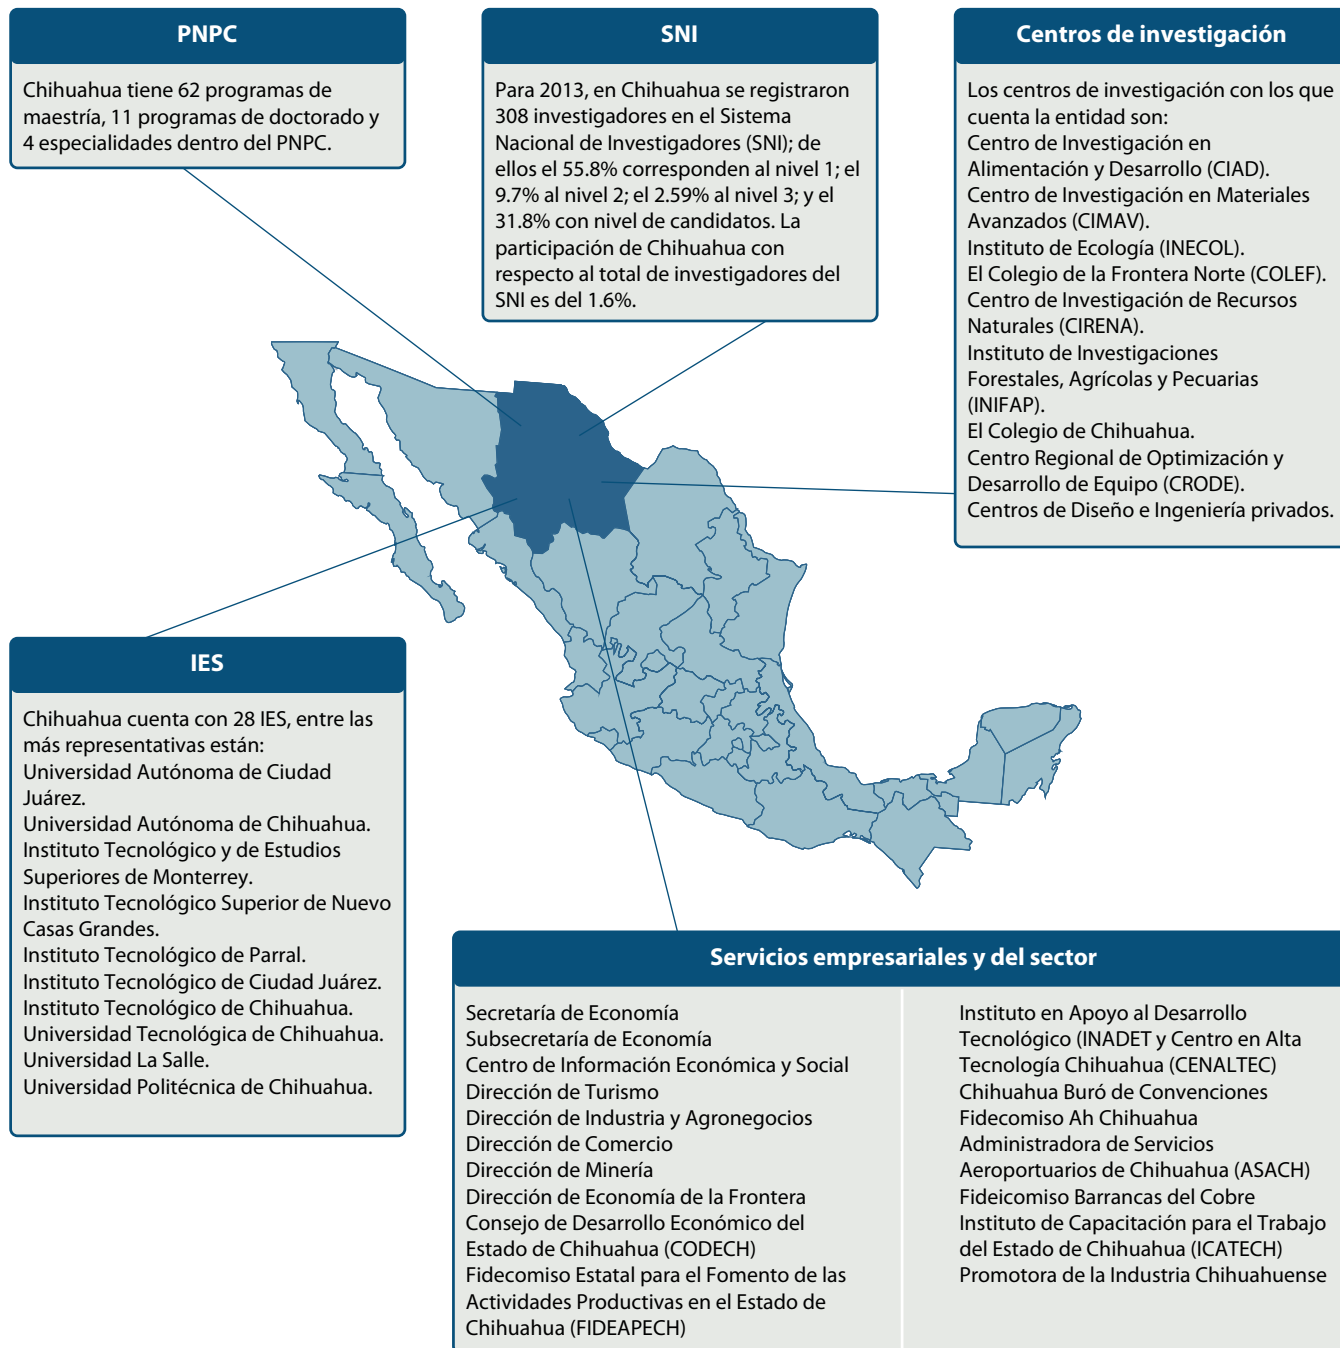 PNPC
Chihuahua tiene 62 programas de
maestría, 11 programas de doctorado y
4 especialidades dentro del PNPC.
SNI
Para 2013, en Chihuahua se registraron
308 investigadores en el Sistema
Nacional de Investigadores (SNI); de
ellos el 55.8% corresponden al nivel 1; el
9.7% al nivel 2; el 2.59% al nivel 3; y el
31.8% con nivel de candidatos. La
participación de Chihuahua con
respecto al total de investigadores del
SNI es del 1.6%.
Centros de investigación
Los centros de investigación con los que
cuenta la entidad son:
Centro de Investigación en
Alimentación y Desarrollo (CIAD).
Centro de Investigación en Materiales
Avanzados (CIMAV).
Instituto de Ecología (INECOL).
El Colegio de la Frontera Norte (COLEF).
Centro de Investigación de Recursos
Naturales (CIRENA).
Instituto de Investigaciones
Forestales, Agrícolas y Pecuarias
(INIFAP).
El Colegio de Chihuahua.
Centro Regional de Optimización y
Desarrollo de Equipo (CRODE).
Centros de Diseño e Ingeniería privados.
IES
Chihuahua cuenta con 28 IES, entre las
más representativas están:
Universidad Autónoma de Ciudad
Juárez.
Universidad Autónoma de Chihuahua.
Instituto Tecnológico y de Estudios
Superiores de Monterrey.
Instituto Tecnológico Superior de Nuevo
Casas Grandes.
Instituto Tecnológico de Parral.
Instituto Tecnológico de Ciudad Juárez.
Instituto Tecnológico de Chihuahua.
Universidad Tecnológica de Chihuahua.
Universidad La Salle.
Universidad Politécnica de Chihuahua.
Servicios empresariales y del sector
Secretaría de Economía
Subsecretaría de Economía
Centro de Información Económica y Social
Dirección de Turismo
Dirección de Industria y Agronegocios
Dirección de Comercio
Dirección de Minería
Dirección de Economía de la Frontera
Consejo de Desarrollo Económico del
Estado de Chihuahua (CODECH)
Fidecomiso Estatal para el Fomento de las
Actividades Productivas en el Estado de
Chihuahua (FIDEAPECH)
Instituto en Apoyo al Desarrollo
Tecnológico (INADET y Centro en Alta
Tecnología Chihuahua (CENALTEC)
Chihuahua Buró de Convenciones
Fidecomiso Ah Chihuahua
Administradora de Servicios
Aeroportuarios de Chihuahua (ASACH)
Fideicomiso Barrancas del Cobre
Instituto de Capacitación para el Trabajo
del Estado de Chihuahua (ICATECH)
Promotora de la Industria Chihuahuense